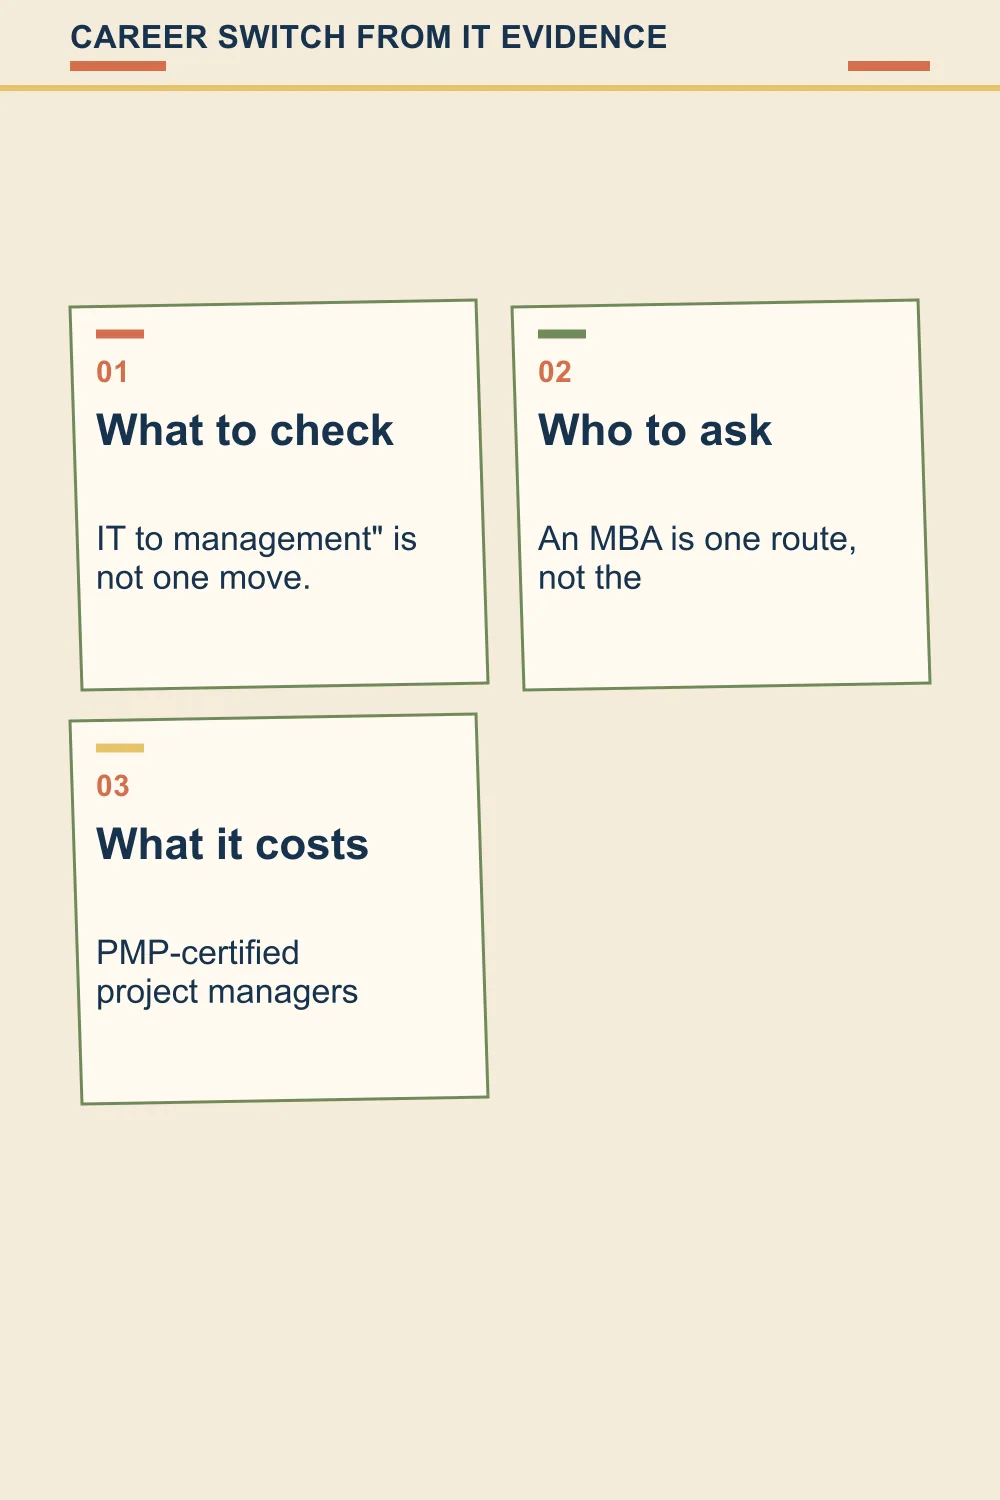 CAREER SWITCH FROM IT EVIDENCE
01
What to check
IT to management" is
not one move.
02
Who to ask
An MBA is one route,
not the
03
What it costs
PMP-certified
project managers